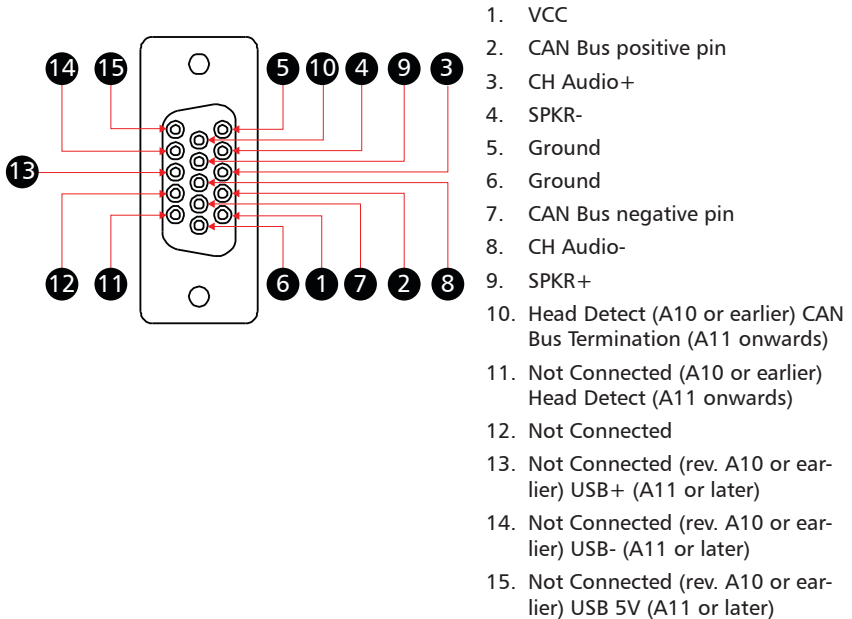 14 15 5 10 4 9 3
13
12 11 6 1 7 2 8
1. VCC
2. CAN Bus positive pin
3. CH Audio+
4. SPKR-
5. Ground
6. Ground
7. CAN Bus negative pin
8. CH Audio-
9. SPKR+
10. Head Detect (A10 or earlier) CAN
Bus Termination (A11 onwards)
11. Not Connected (A10 or earlier)
Head Detect (A11 onwards)
12. Not Connected
13. Not Connected (rev. A10 or ear-
lier) USB+ (A11 or later)
14. Not Connected (rev. A10 or ear-
lier) USB- (A11 or later)
15. Not Connected (rev. A10 or ear-
lier) USB 5V (A11 or later)